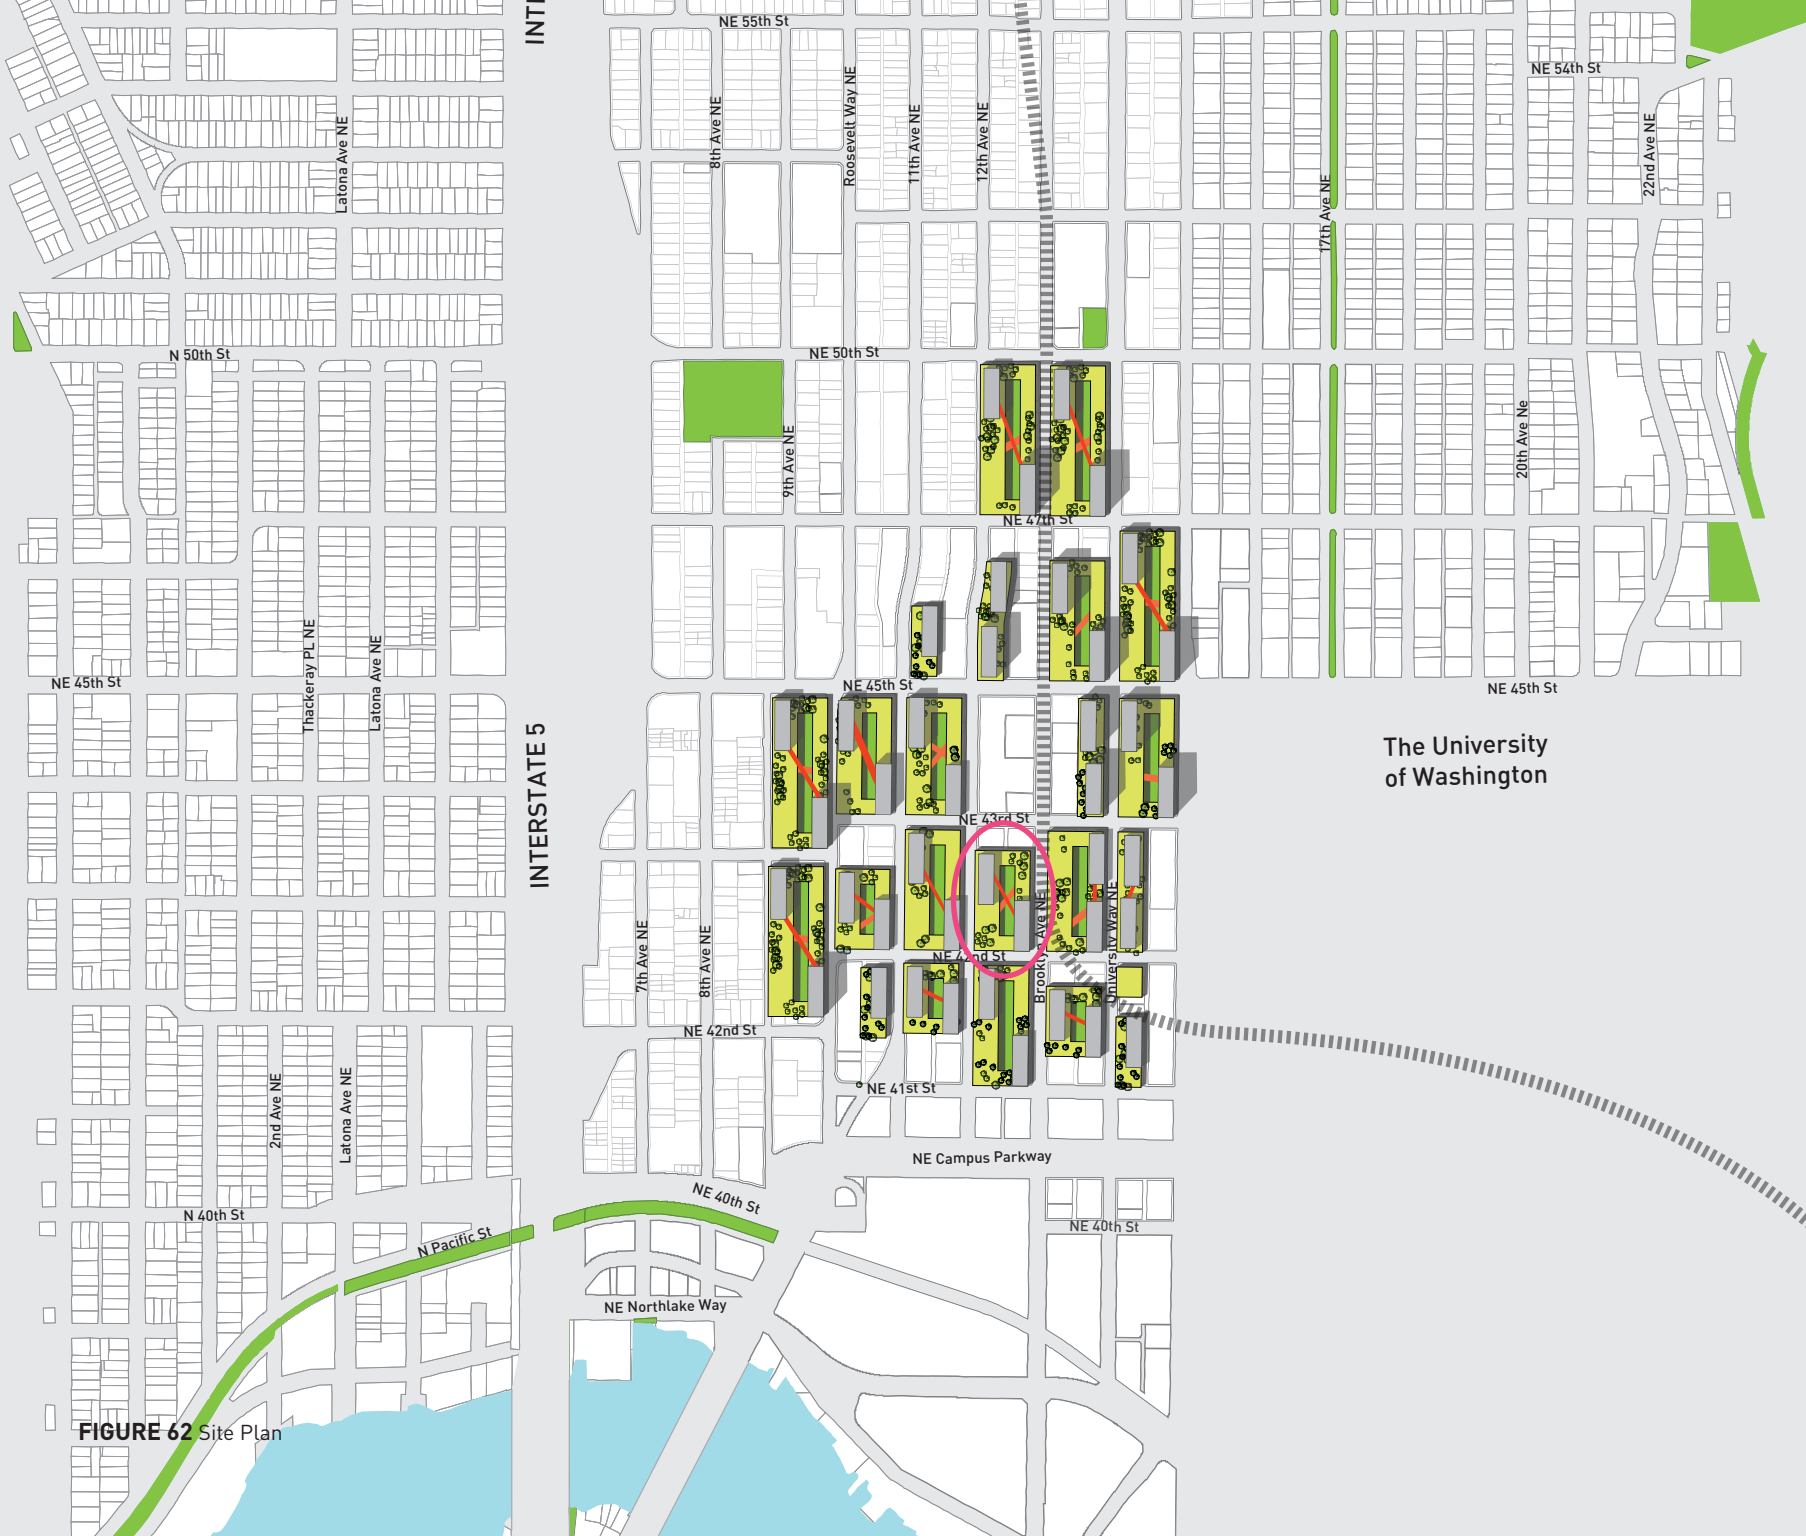 NE 55th St
INTE
NE 54th St
Latona Ave NE
8th Ave NE
Roosevelt Way NE
11th Ave NE
12th Ave NE
17th Ave NE
22nd Ave NE
N 50th St
NE 50th St
9th Ave NE
20th Ave Ne
NE 47th St
Thackeray PL NE
Latona Ave NE
NE 45th St
NE 45th St
NE 45th St
INTERSTATE 5
The University
of Washington
NE 43rd St
7th Ave NE
8th Ave NE
Brooklyn Ave NE
University Way NE
NE 42nd St
NE 42nd St
2nd Ave NE
Latona Ave NE
NE 41st St
NE Campus Parkway
N 40th St
NE 40th St
NE 40th St
N Pacific St
NE Northlake Way
FIGURE 62 Site Plan